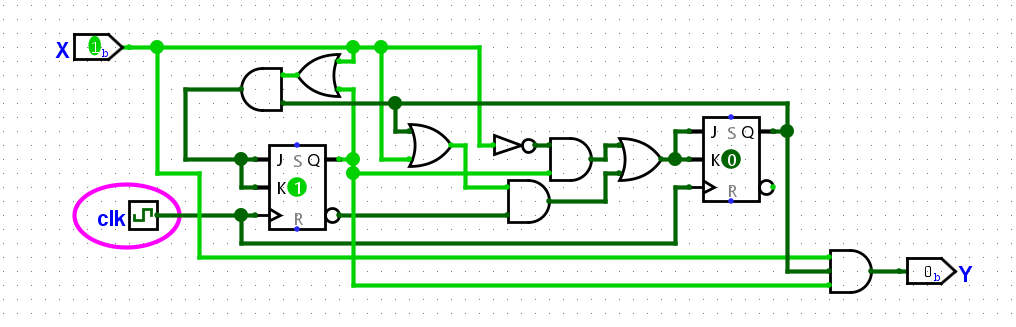 X 1b
J S Q
K 0
R
J S Q
K 1
R
clk
0b Y